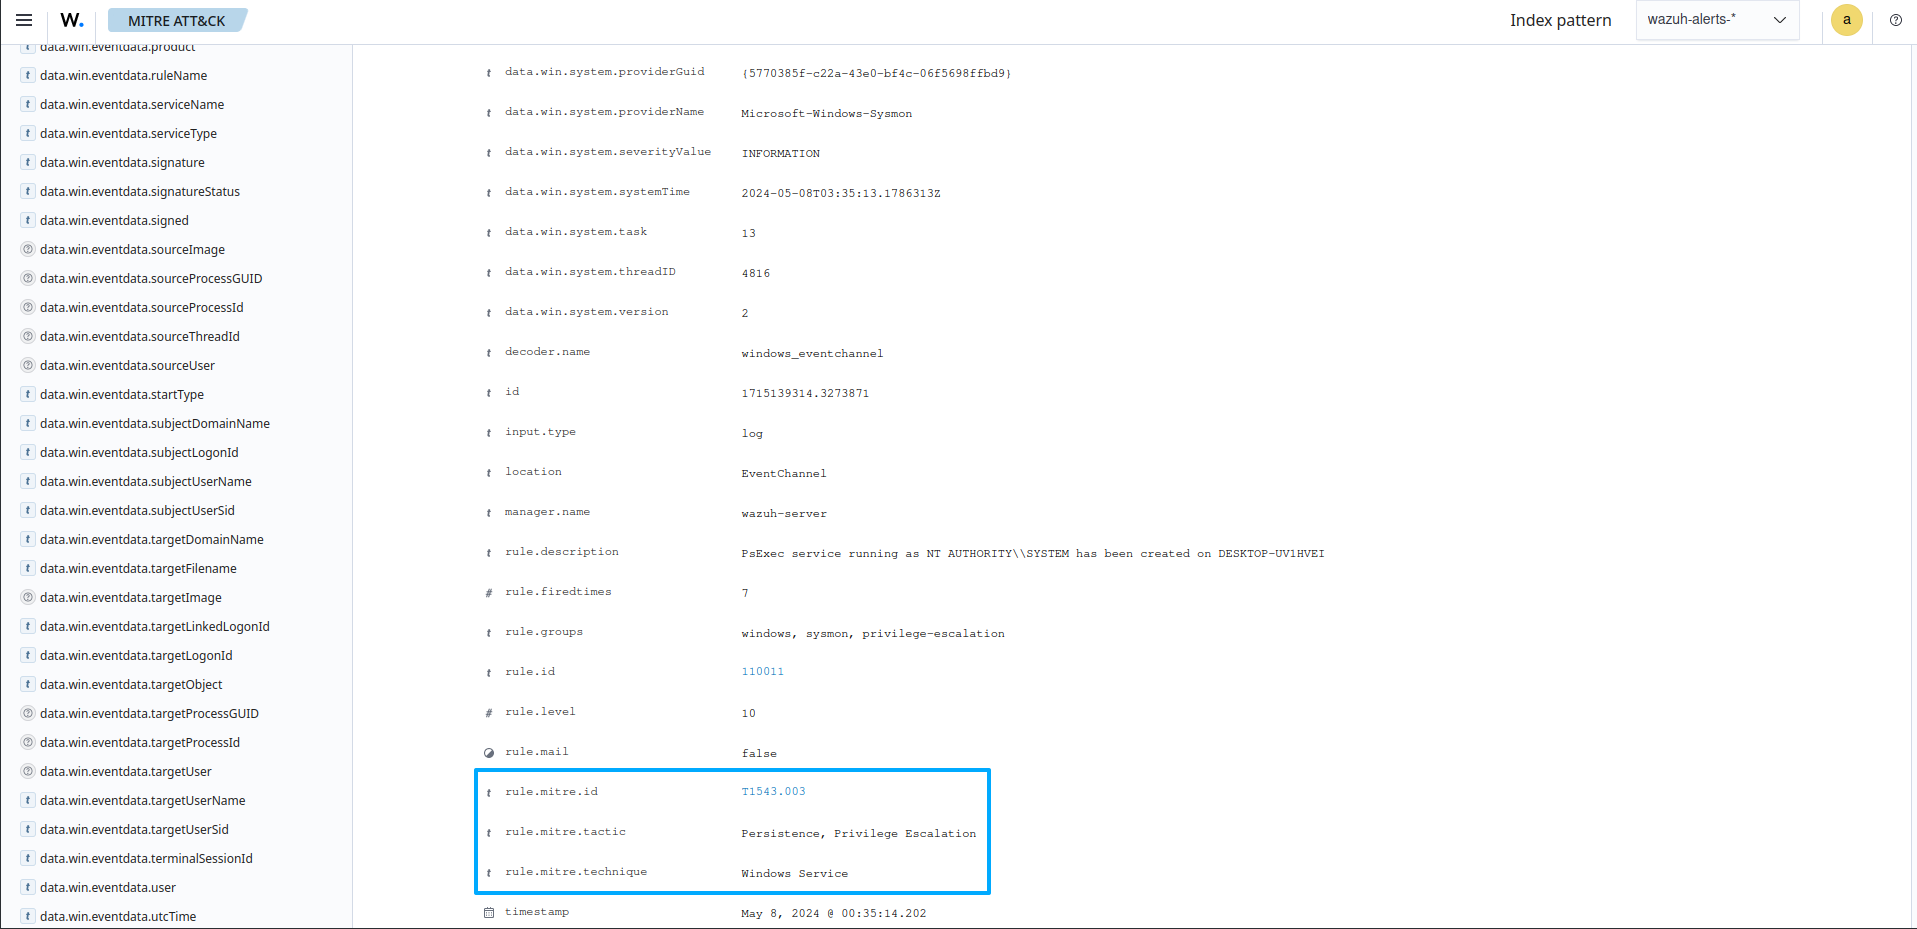 W.
MITRE ATT&CK
Index pattern
wazuh-alerts-*
a
data.win.eventdata.product
data.win.eventdata.ruleName
data.win.eventdata.serviceName
data.win.eventdata.serviceType
data.win.eventdata.signature
data.win.eventdata.signatureStatus
data.win.eventdata.signed
data.win.eventdata.sourceImage
data.win.eventdata.sourceProcessGUID
data.win.eventdata.sourceProcessId
data.win.eventdata.sourceThreadId
data.win.eventdata.sourceUser
data.win.eventdata.startType
data.win.eventdata.subjectDomainName
data.win.eventdata.subjectLogonId
data.win.eventdata.subjectUserName
data.win.eventdata.subjectUserSid
data.win.eventdata.targetDomainName
data.win.eventdata.targetFilename
data.win.eventdata.targetImage
data.win.eventdata.targetLinkedLogonId
data.win.eventdata.targetLogonId
data.win.eventdata.targetObject
data.win.eventdata.targetProcessGUID
data.win.eventdata.targetProcessId
data.win.eventdata.targetUser
data.win.eventdata.targetUserName
data.win.eventdata.targetUserSid
data.win.eventdata.terminalSessionId
data.win.eventdata.user
data.win.eventdata.utcTime
t data.win.system.providerGuid {5770385f-c22a-43e0-bf4c-06f5698ffbd9}
t data.win.system.providerName Microsoft-Windows-Sysmon
t data.win.system.severityValue INFORMATION
t data.win.system.systemTime 2024-05-08T03:35:13.1786313Z
t data.win.system.task 13
t data.win.system.threadID 4816
t data.win.system.version 2
t decoder.name windows_eventchannel
t id 1715139314.3273871
t input.type log
t location EventChannel
t manager.name wazuh-server
t rule.description PsExec service running as NT AUTHORITY\\SYSTEM has been created on DESKTOP-UV1HVEI
# rule.firedtimes 7
t rule.groups windows, sysmon, privilege-escalation
t rule.id 110011
# rule.level 10
rule.mail false
t rule.mitre.id T1543.003
t rule.mitre.tactic Persistence, Privilege Escalation
t rule.mitre.technique Windows Service
timestamp May 8, 2024 @ 00:35:14.202